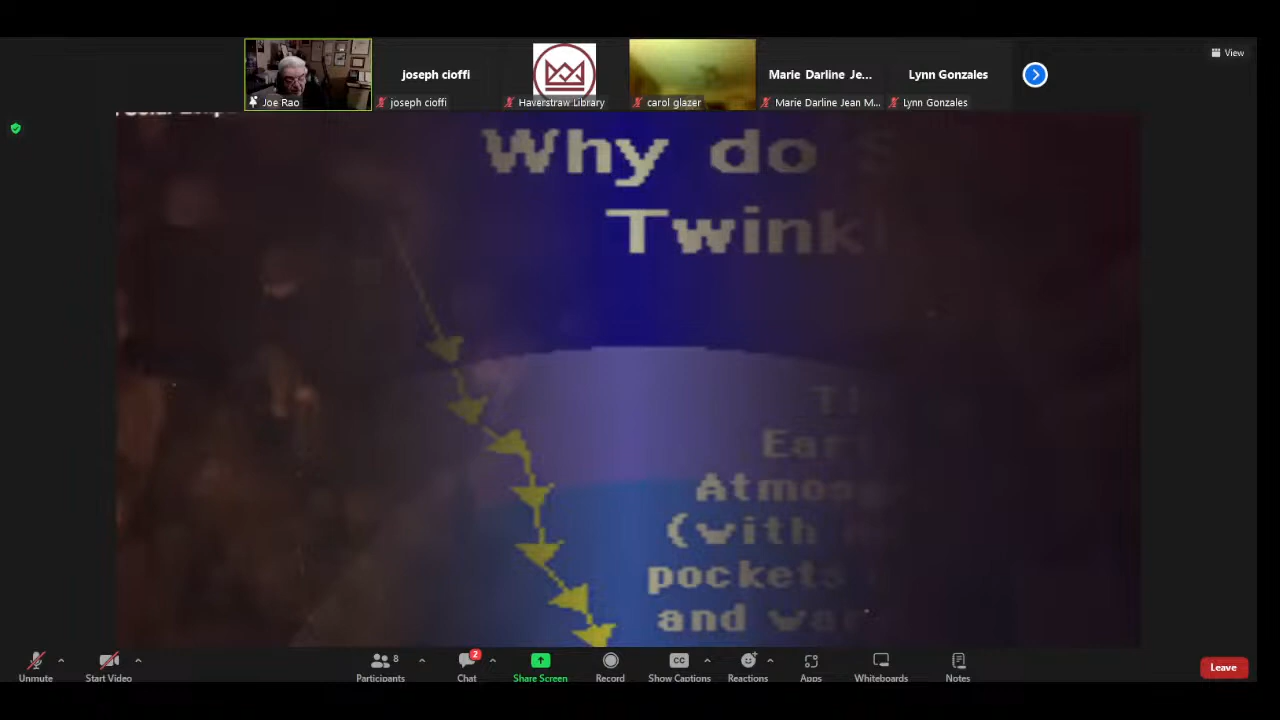 View
joseph cioffi
Marie Darline Je...
Lynn Gonzales
Joe Rao
joseph cioffi
Haverstraw Library
carol glazer
Marie Darline Jean M...
Lynn Gonzales
Why do
Twink
Atmos
(with
pockets
and
Unmute
Start Video
8
Participants
2
Chat
Share Screen
Record
CC
Show Captions
Reactions
Apps
Whiteboards
Notes
Leave